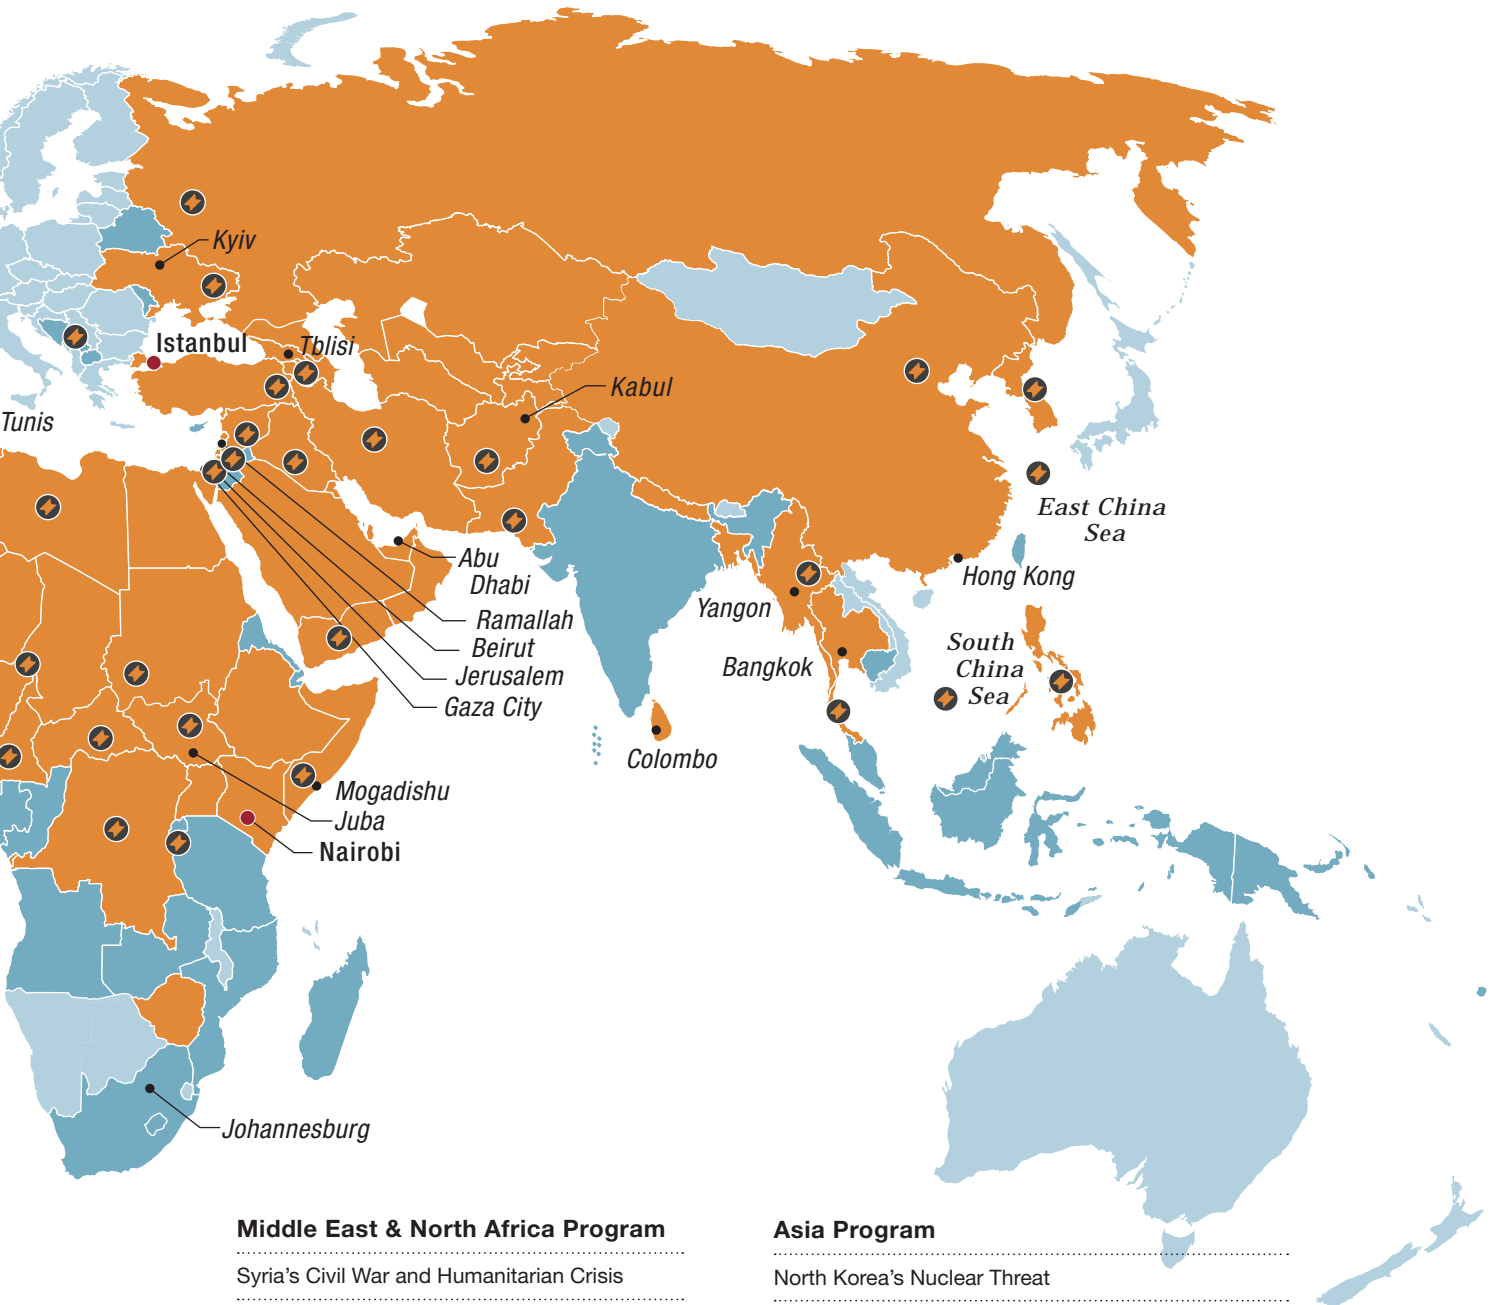 Kyiv
Istanbul
Tblisi
Kabul
Tunis
East China
Sea
Abu
Dhabi
Hong Kong
Yangon
Ramallah
Beirut
Jerusalem
Gaza City
South
China
Sea
Bangkok
Colombo
Mogadishu
Juba
Nairobi
Johannesburg
Middle East & North Africa Program
Syria’s Civil War and Humanitarian Crisis
Asia Program
North Korea’s Nuclear Threat